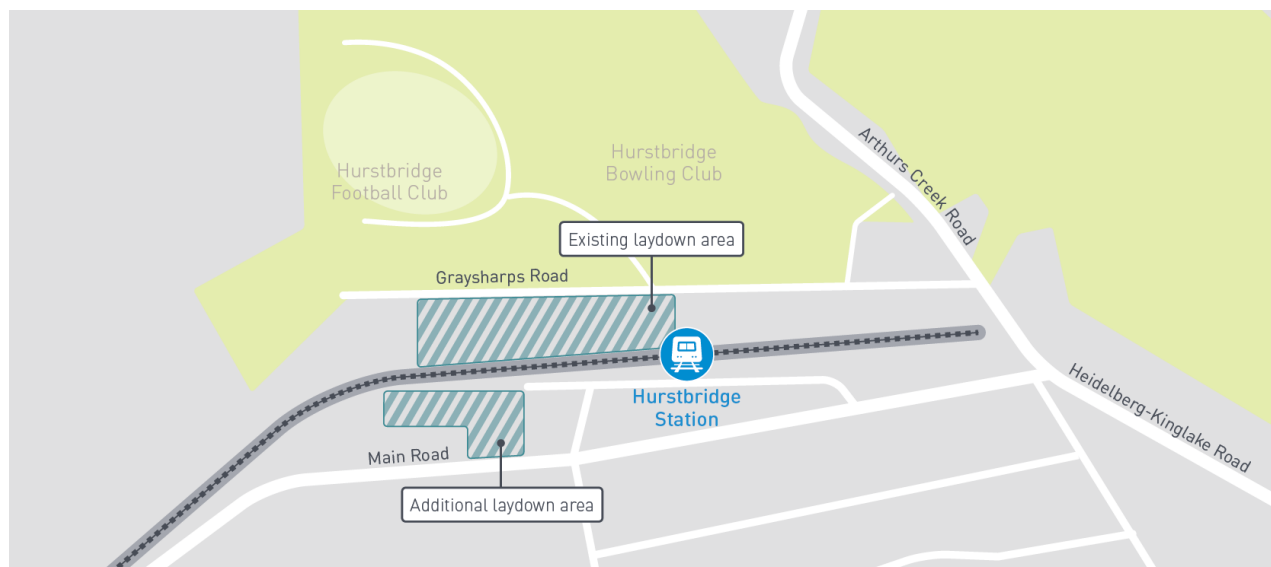 Arthurs Creek Road
Hurstbridge
Bowling Club
Hurstbridge
Football Club
Existing laydown area
Graysharps Road
Hurstbridge
Station
Heidelberg-Kinglake Road
Main Road
Additional laydown area